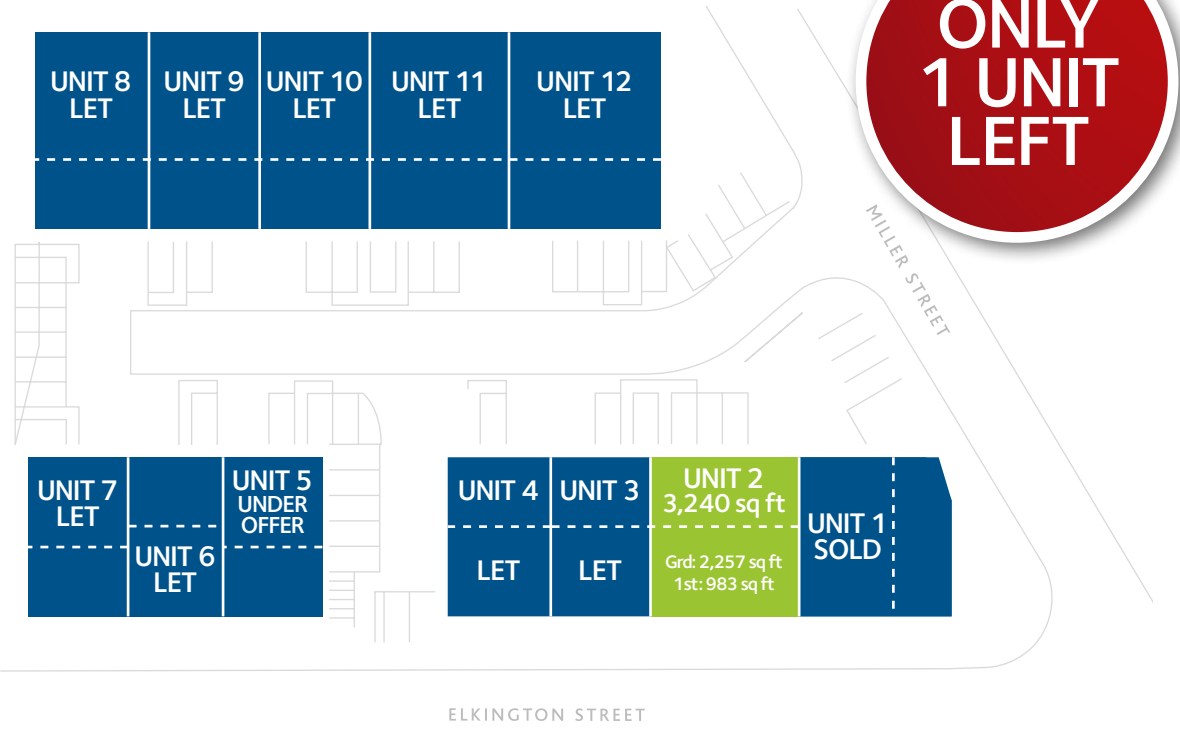 ONLY
1 UNIT
LEFT
UNIT 8
LET
UNIT 9
LET
UNIT 10
LET
UNIT 11
LET
UNIT 12
LET
MILLER STREET
UNIT 7
LET
UNIT 6
LET
UNIT 5
UNDER
OFFER
UNIT 4
LET
UNIT 3
LET
UNIT 2
3,240 sq ft
Grd: 2,257 sq ft
1st: 983 sq ft
UNIT 1
SOLD
ELKINGTON STREET